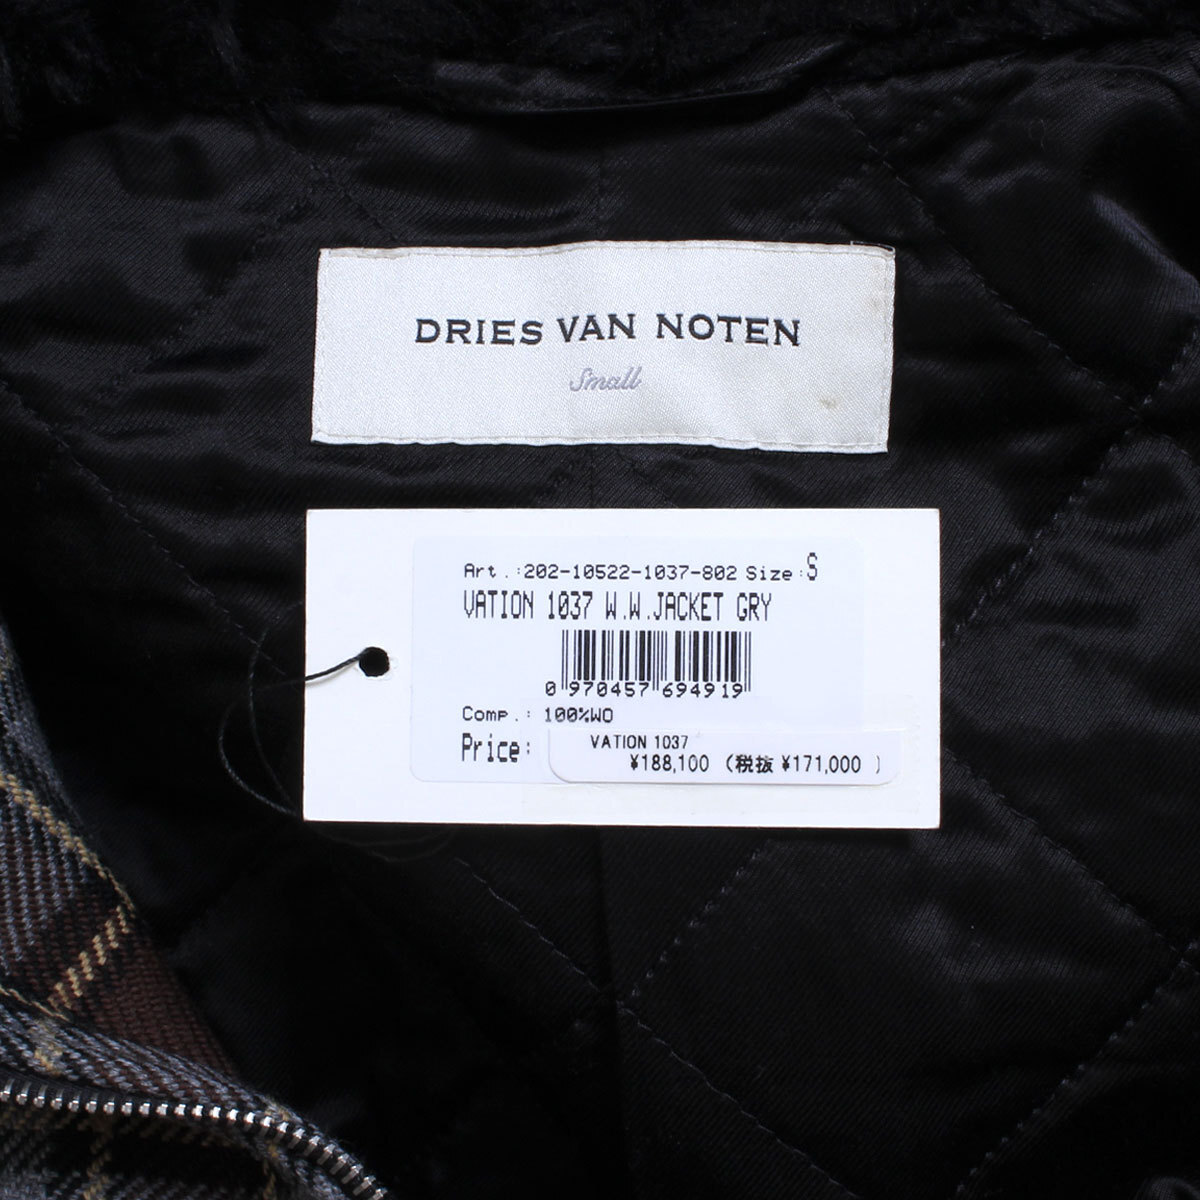 DRIES VAN NOTEN
Small
Art.:202-10522-1037-802 Size:S
VATION 1037 W.W.JACKET GRY
0 970457 694919
Comp.: 100%WO
Price:
VATION 1037
¥188,100 (税抜 ¥171,000 )